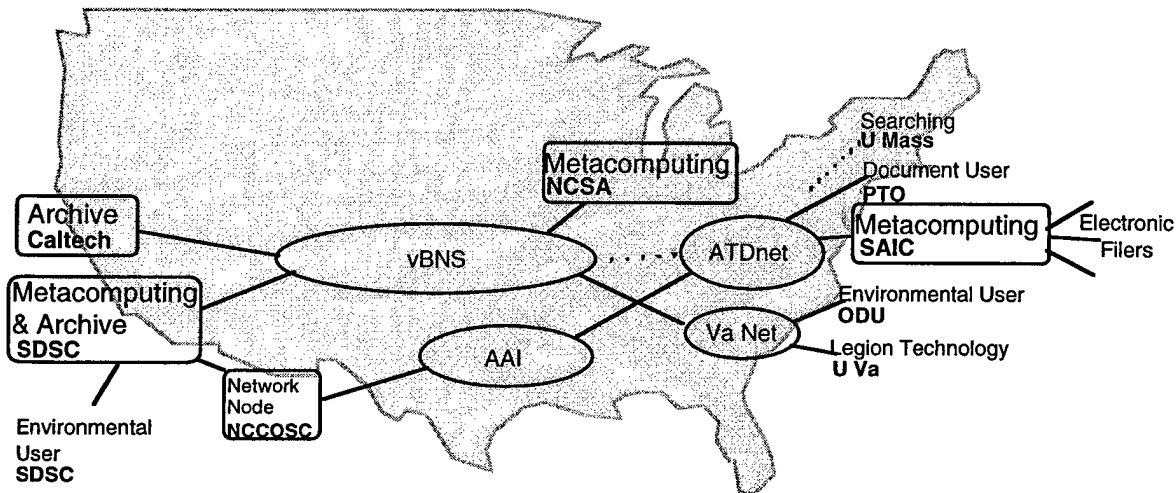 Searching
U Mass
Document User
PTO
Metacomputing
NCSA
Archive
Caltech
vBNS
ATDnet
Metacomputing
SAIC
Electronic
Filers
Metacomputing
& Archive
SDSC
Environmental User
ODU
Va Net
Legion Technology
U Va
AAI
Network
Node
NCCOSC
Environmental
User
SDSC